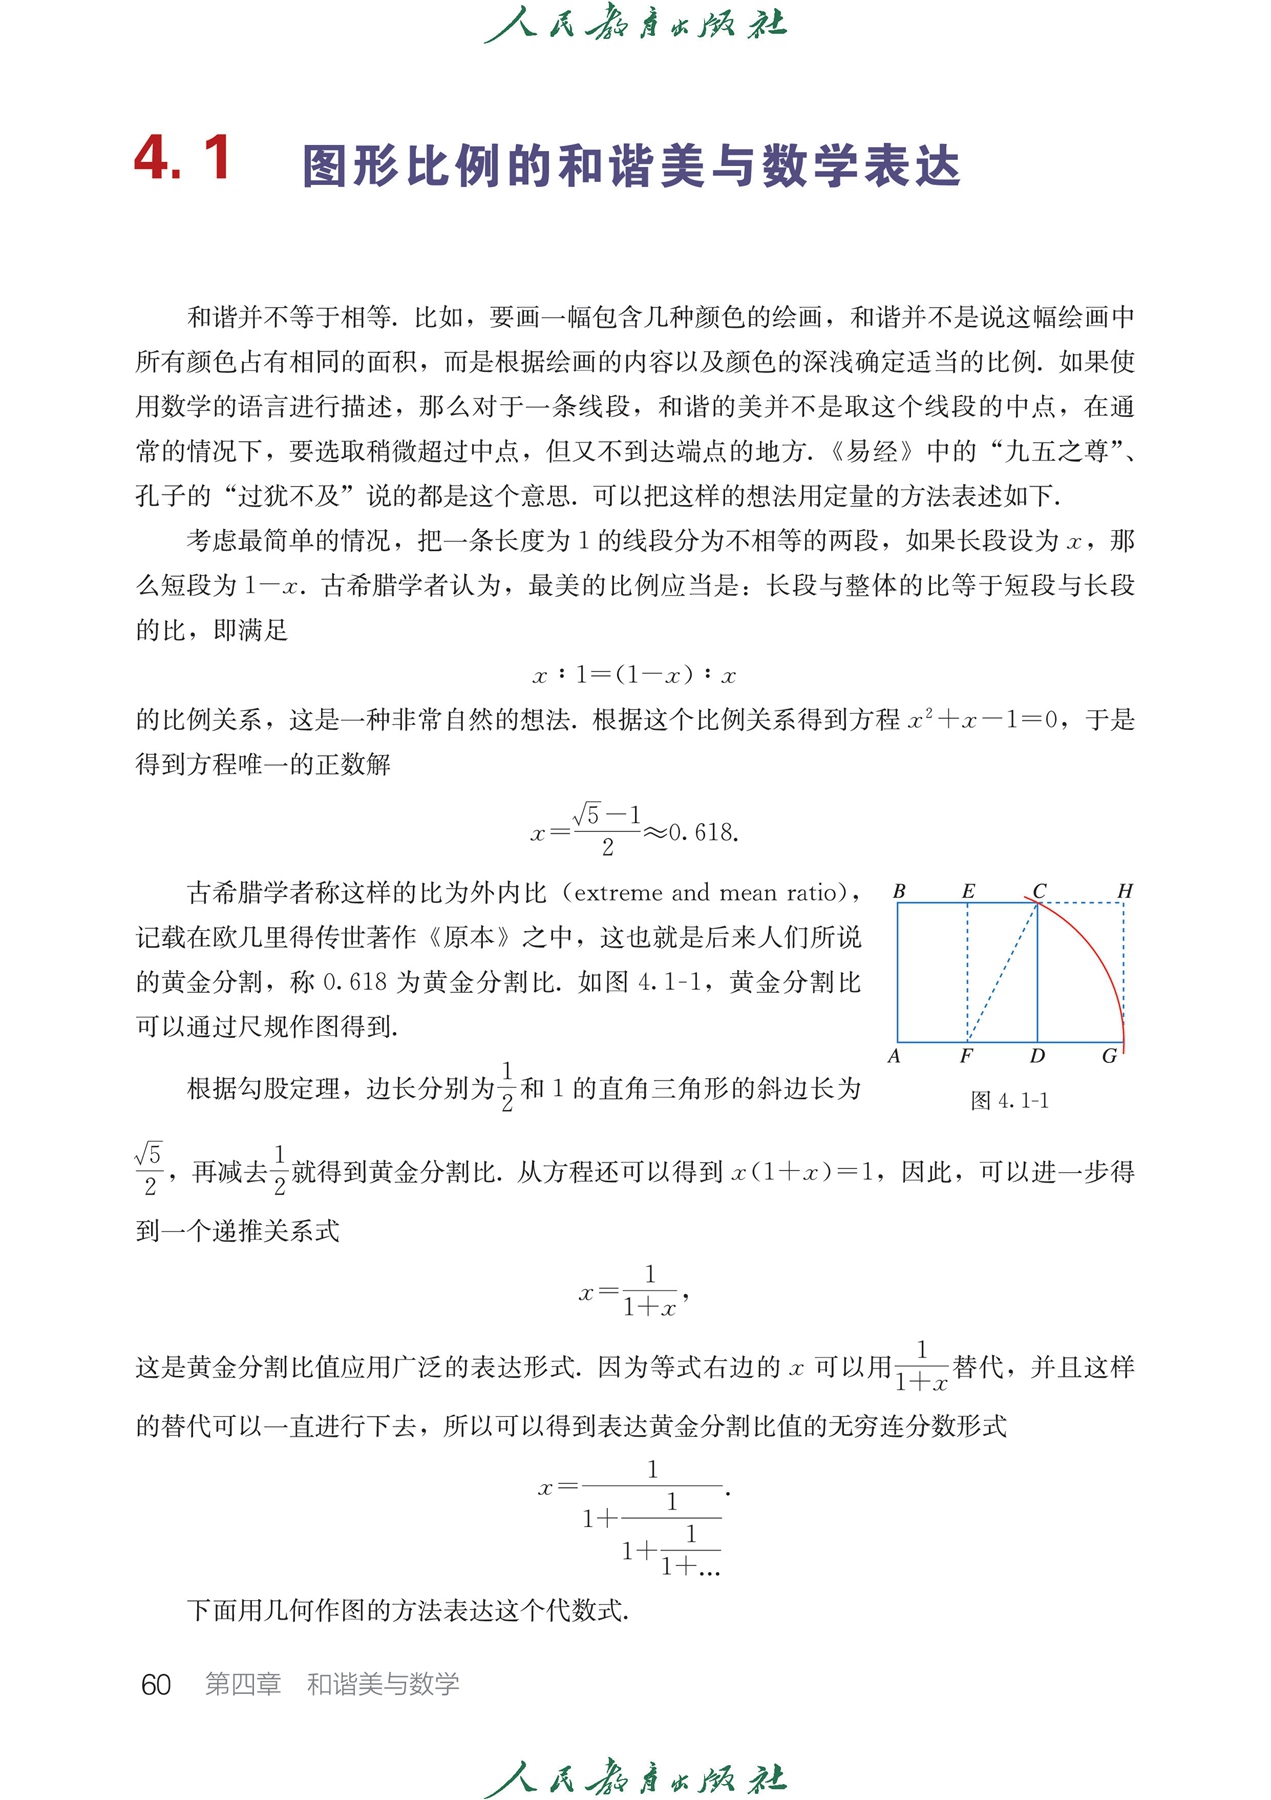 人民教育出版社
4.1 图形比例的和谐美与数学表达
和谐并不等于相等. 比如，要画一幅包含几种颜色的绘画，和谐并不是说这幅绘画中
所有颜色占有相同的面积，而是根据绘画的内容以及颜色的深浅确定适当的比例. 如果使
用数学的语言进行描述，那么对于一条线段，和谐的美并不是取这个线段的中点，在通
常的情况下，要选取稍微超过中点，但又不到达端点的地方.《易经》中的“九五之尊”、
孔子的“过犹不及”说的都是这个意思. 可以把这样的想法用定量的方法表述如下.
考虑最简单的情况，把一条长度为 1 的线段分为不相等的两段，如果长段设为 x，那
么短段为 1－x. 古希腊学者认为，最美的比例应当是：长段与整体的比等于短段与长段
的比，即满足
x：1＝(1－x)：x
的比例关系，这是一种非常自然的想法. 根据这个比例关系得到方程 x²＋x－1＝0，于是
得到方程唯一的正数解
x＝(√5－1)/2≈0.618.
古希腊学者称这样的比为外内比（extreme and mean ratio），
记载在欧几里得传世著作《原本》之中，这也就是后来人们所说
的黄金分割，称 0.618 为黄金分割比. 如图 4.1-1，黄金分割比
可以通过尺规作图得到.
B E C H
A F D G
图 4.1-1
根据勾股定理，边长分别为1/2和 1 的直角三角形的斜边长为
√5/2，再减去1/2就得到黄金分割比. 从方程还可以得到 x(1＋x)＝1，因此，可以进一步得
到一个递推关系式
x＝1/(1＋x)，
这是黄金分割比值应用广泛的表达形式. 因为等式右边的 x 可以用1/(1＋x)替代，并且这样
的替代可以一直进行下去，所以可以得到表达黄金分割比值的无穷连分数形式
x＝1/(1＋1/(1＋1/(1＋…))).
下面用几何作图的方法表达这个代数式.
60 第四章 和谐美与数学
人民教育出版社